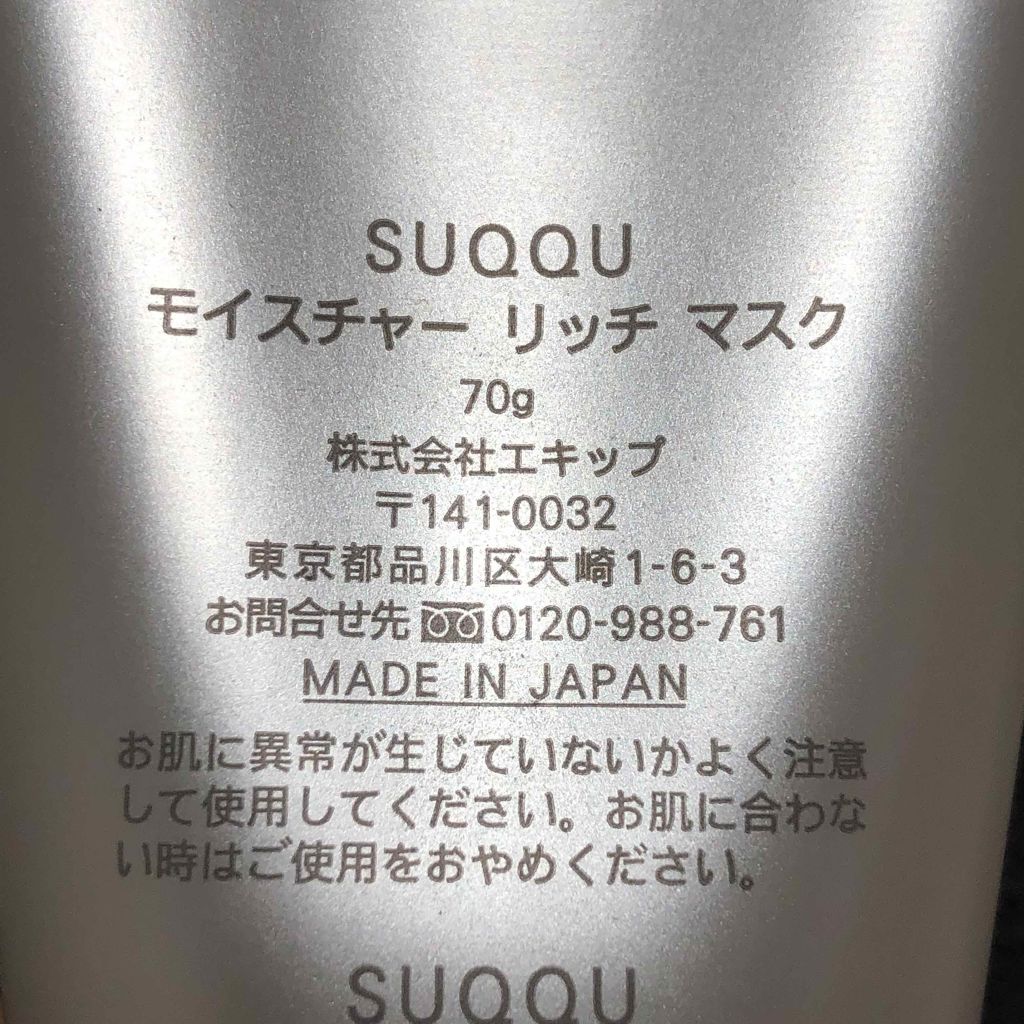 SUQQU
モイスチャー リッチ マスク
70g
株式会社エキップ
〒141-0032
東京都品川区大崎1-6-3
お問合せ先 0120-988-761
MADE IN JAPAN
お肌に異常が生じていないかよく注意
して使用してください。お肌に合わな
い時はご使用をおやめください。
SUQQU